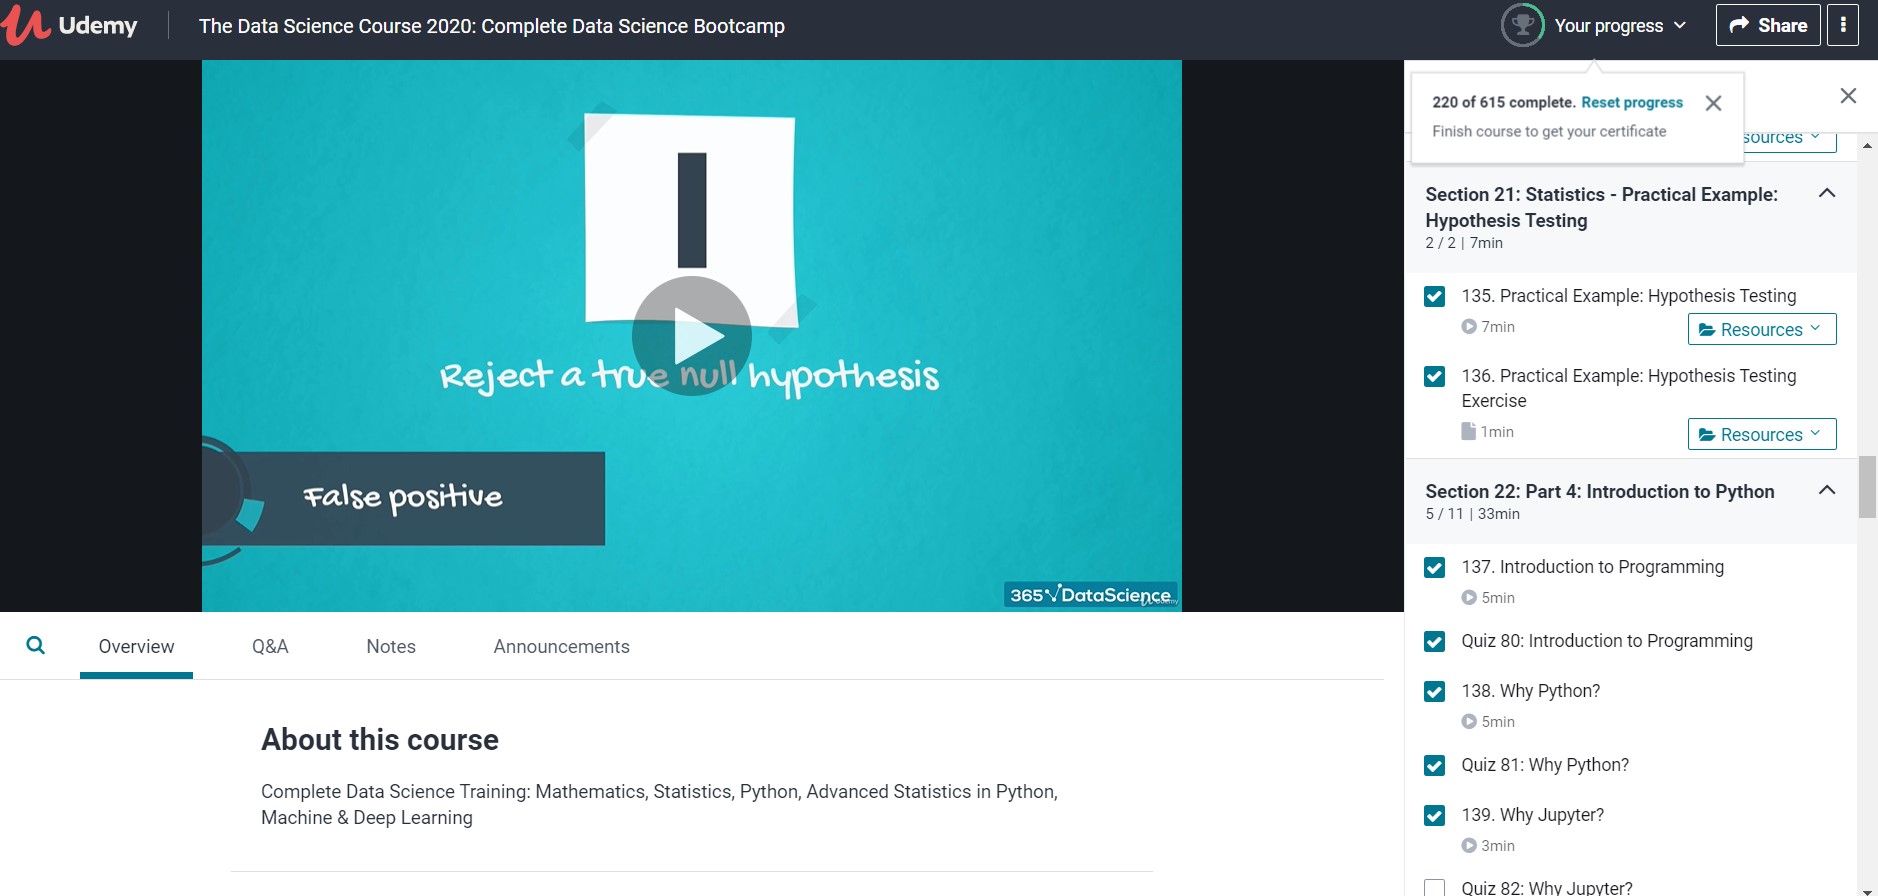 Udemy
The Data Science Course 2020: Complete Data Science Bootcamp
Your progress
Share
220 of 615 complete. Reset progress
Finish course to get your certificate
sources
I
Reject a true null hypothesis
False positive
365 DataScience
Udemy
Section 21: Statistics - Practical Example:
Hypothesis Testing
2 / 2 | 7min
135. Practical Example: Hypothesis Testing
7min
Resources
136. Practical Example: Hypothesis Testing
Exercise
1min
Resources
Section 22: Part 4: Introduction to Python
5 / 11 | 33min
137. Introduction to Programming
5min
Quiz 80: Introduction to Programming
138. Why Python?
5min
Quiz 81: Why Python?
139. Why Jupyter?
3min
Quiz 82: Why Jupyter?
Overview
Q&A
Notes
Announcements
About this course
Complete Data Science Training: Mathematics, Statistics, Python, Advanced Statistics in Python,
Machine & Deep Learning